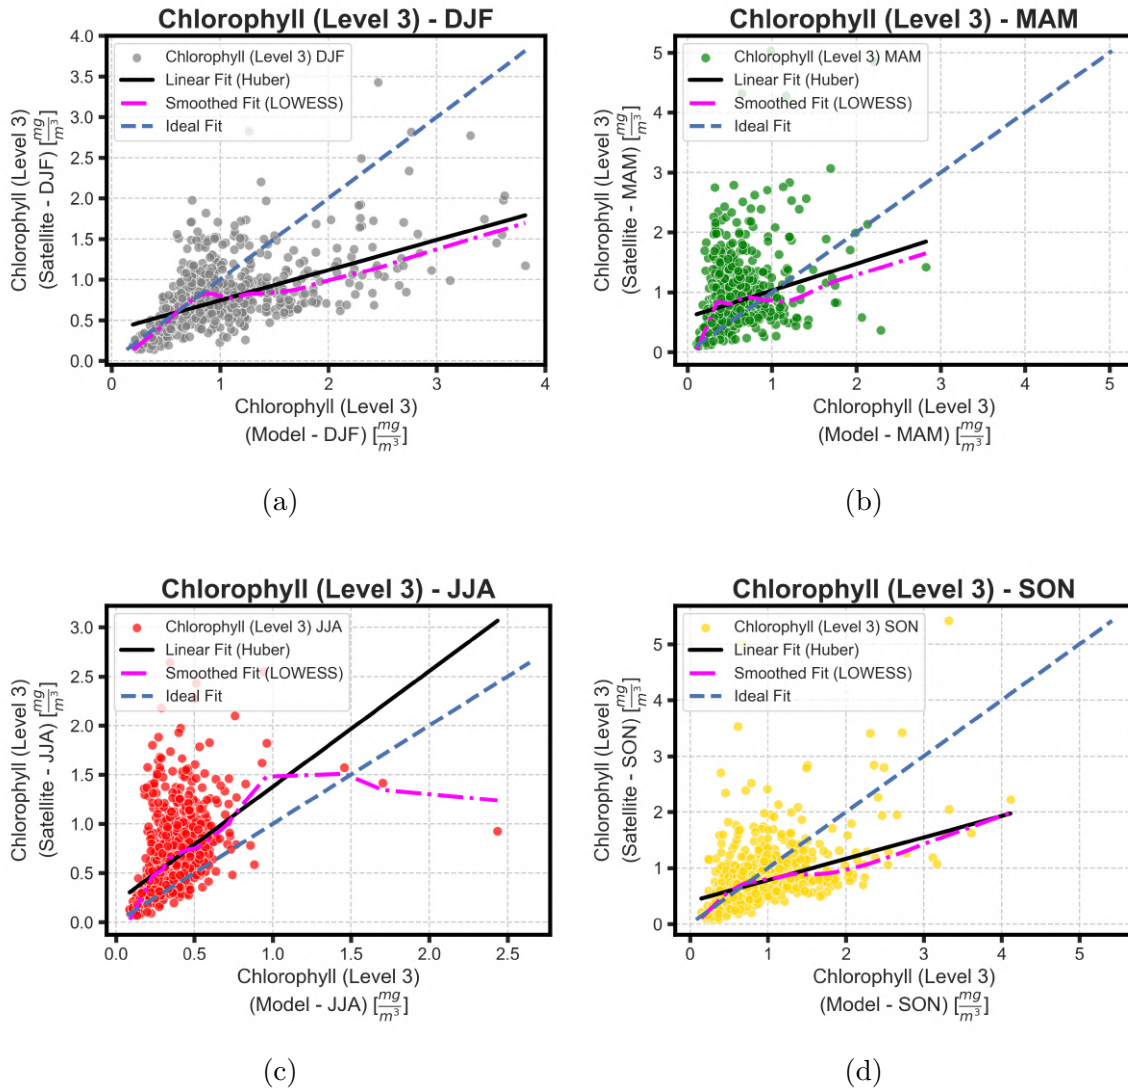 Chlorophyll (Level 3) - DJF
Chlorophyll (Level 3)
(Satellite - DJF) [mg/m³]
4.0
3.5
3.0
2.5
2.0
1.5
1.0
0.5
0.0
Chlorophyll (Level 3) DJF
Linear Fit (Huber)
Smoothed Fit (LOWESS)
Ideal Fit
0 1 2 3 4
Chlorophyll (Level 3)
(Model - DJF) [mg/m³]
(a)
Chlorophyll (Level 3) - MAM
Chlorophyll (Level 3)
(Satellite - MAM) [mg/m³]
5
4
3
2
1
0
Chlorophyll (Level 3) MAM
Linear Fit (Huber)
Smoothed Fit (LOWESS)
Ideal Fit
0 1 2 3 4 5
Chlorophyll (Level 3)
(Model - MAM) [mg/m³]
(b)
Chlorophyll (Level 3) - JJA
Chlorophyll (Level 3)
(Satellite - JJA) [mg/m³]
3.0
2.5
2.0
1.5
1.0
0.5
0.0
Chlorophyll (Level 3) JJA
Linear Fit (Huber)
Smoothed Fit (LOWESS)
Ideal Fit
0.0 0.5 1.0 1.5 2.0 2.5
Chlorophyll (Level 3)
(Model - JJA) [mg/m³]
(c)
Chlorophyll (Level 3) - SON
Chlorophyll (Level 3)
(Satellite - SON) [mg/m³]
5
4
3
2
1
0
Chlorophyll (Level 3) SON
Linear Fit (Huber)
Smoothed Fit (LOWESS)
Ideal Fit
0 1 2 3 4 5
Chlorophyll (Level 3)
(Model - SON) [mg/m³]
(d)